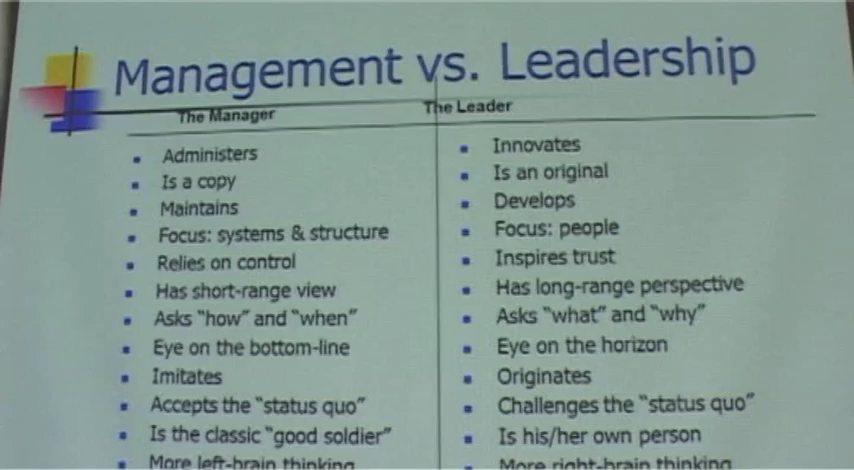 Management vs. Leadership
The Manager
Administers
Is a copy
Maintains
Focus: systems & structure
Relies on control
Has short-range view
Asks "how" and "when"
Eye on the bottom-line
Imitates
Accepts the "status quo"
Is the classic "good soldier"
More left-brain thinking
The Leader
Innovates
Is an original
Develops
Focus: people
Inspires trust
Has long-range perspective
Asks "what" and "why"
Eye on the horizon
Originates
Challenges the "status quo"
Is his/her own person
More right-brain thinking